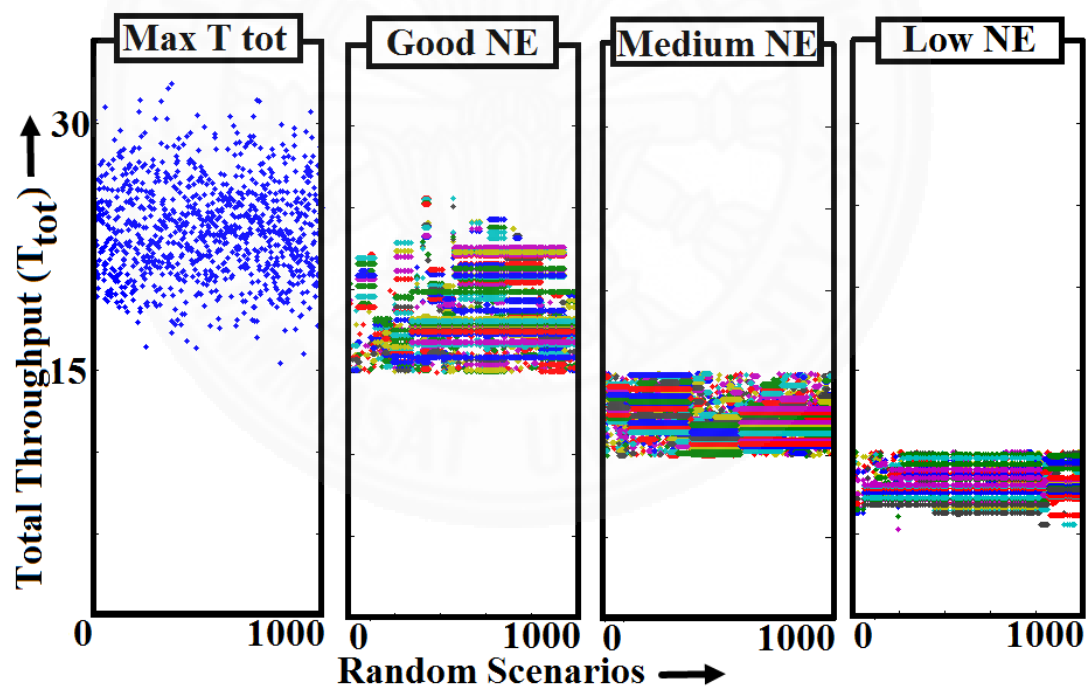 Max T tot
Good NE
Medium NE
Low NE
Total Throughput (T_tot)
30
15
0 1000
0 1000
0 1000
0 1000
Random Scenarios